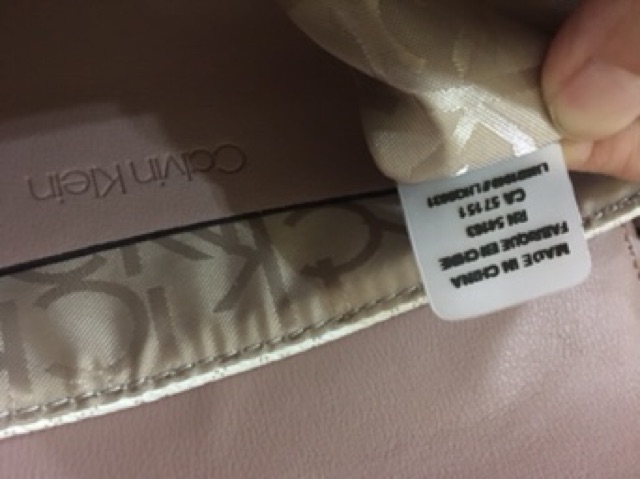 Calvin Klein
MADE IN CHINA
FABRIQUE EN CHINE
RN 54163
CA 57151